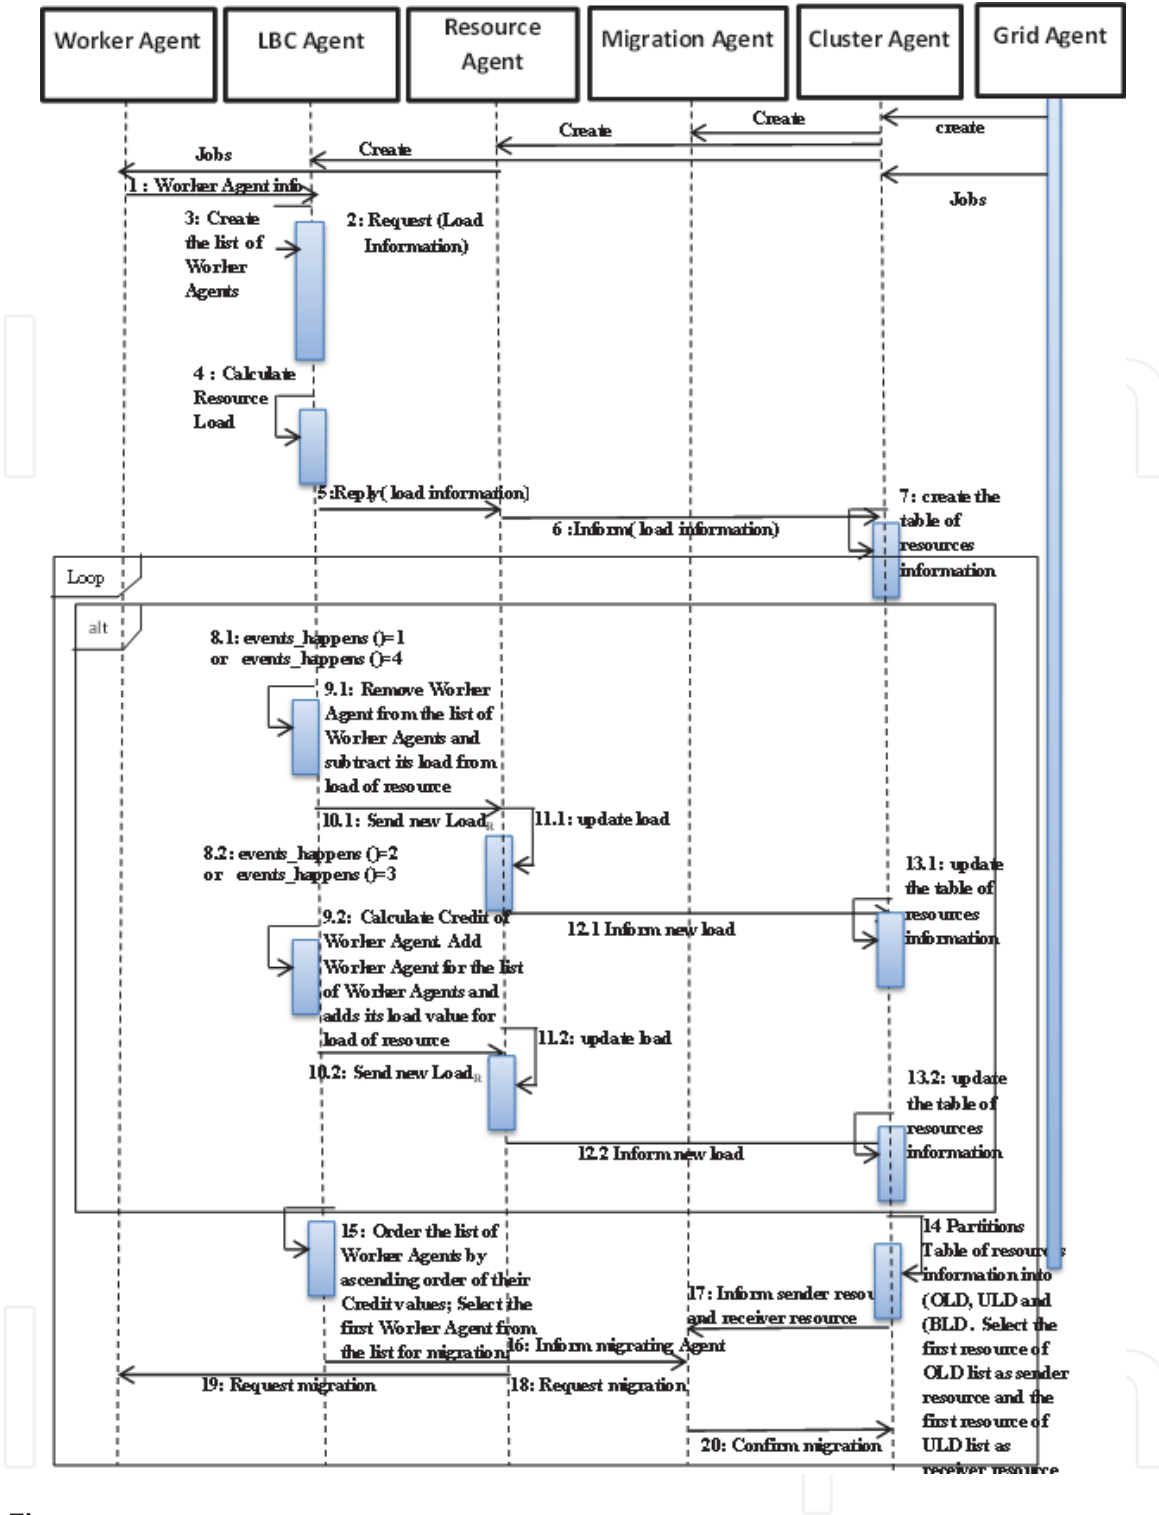 Worker Agent
LBC Agent
Resource
Agent
Migration Agent
Cluster Agent
Grid Agent
create
Create
Create
Create
Jobs
Jobs
1 : Worker Agent info
2: Request (Load
Information)
3: Create
the list of
Worker
Agents
4 : Calculate
Resource
Load
5 :Reply( load information)
6 :Inform( load information)
7: create the
table of
resources
information
Loop
alt
8.1: events_happens ()=1
or events_happens ()=4
9.1: Remove Worker
Agent from the list of
Worker Agents and
subtract its load from
load of resource
10.1: Send new Load R
11.1: update load
8.2: events_happens ()=2
or events_happens ()=3
12.1 Inform new load
13.1: update
the table of
resources
information
9.2: Calculate Credit of
Worker Agent. Add
Worker Agent for the list
of Worker Agents and
adds its load value for
load of resource
10.2: Send new Load R
11.2: update load
12.2 Inform new load
13.2: update
the table of
resources
information
14 Partitions
Table of resources
information into
(OLD, ULD and
(BLD. Select the
first resource of
OLD list as sender
resource and the
first resource of
ULD list as
receiver resource
15: Order the list of
Worker Agents by
ascending order of their
Credit values; Select the
first Worker Agent from
the list for migration.
17: Inform sender resou
and receiver resource
16: Inform migrating Agent
19: Request migration
18: Request migration
20: Confirm migration